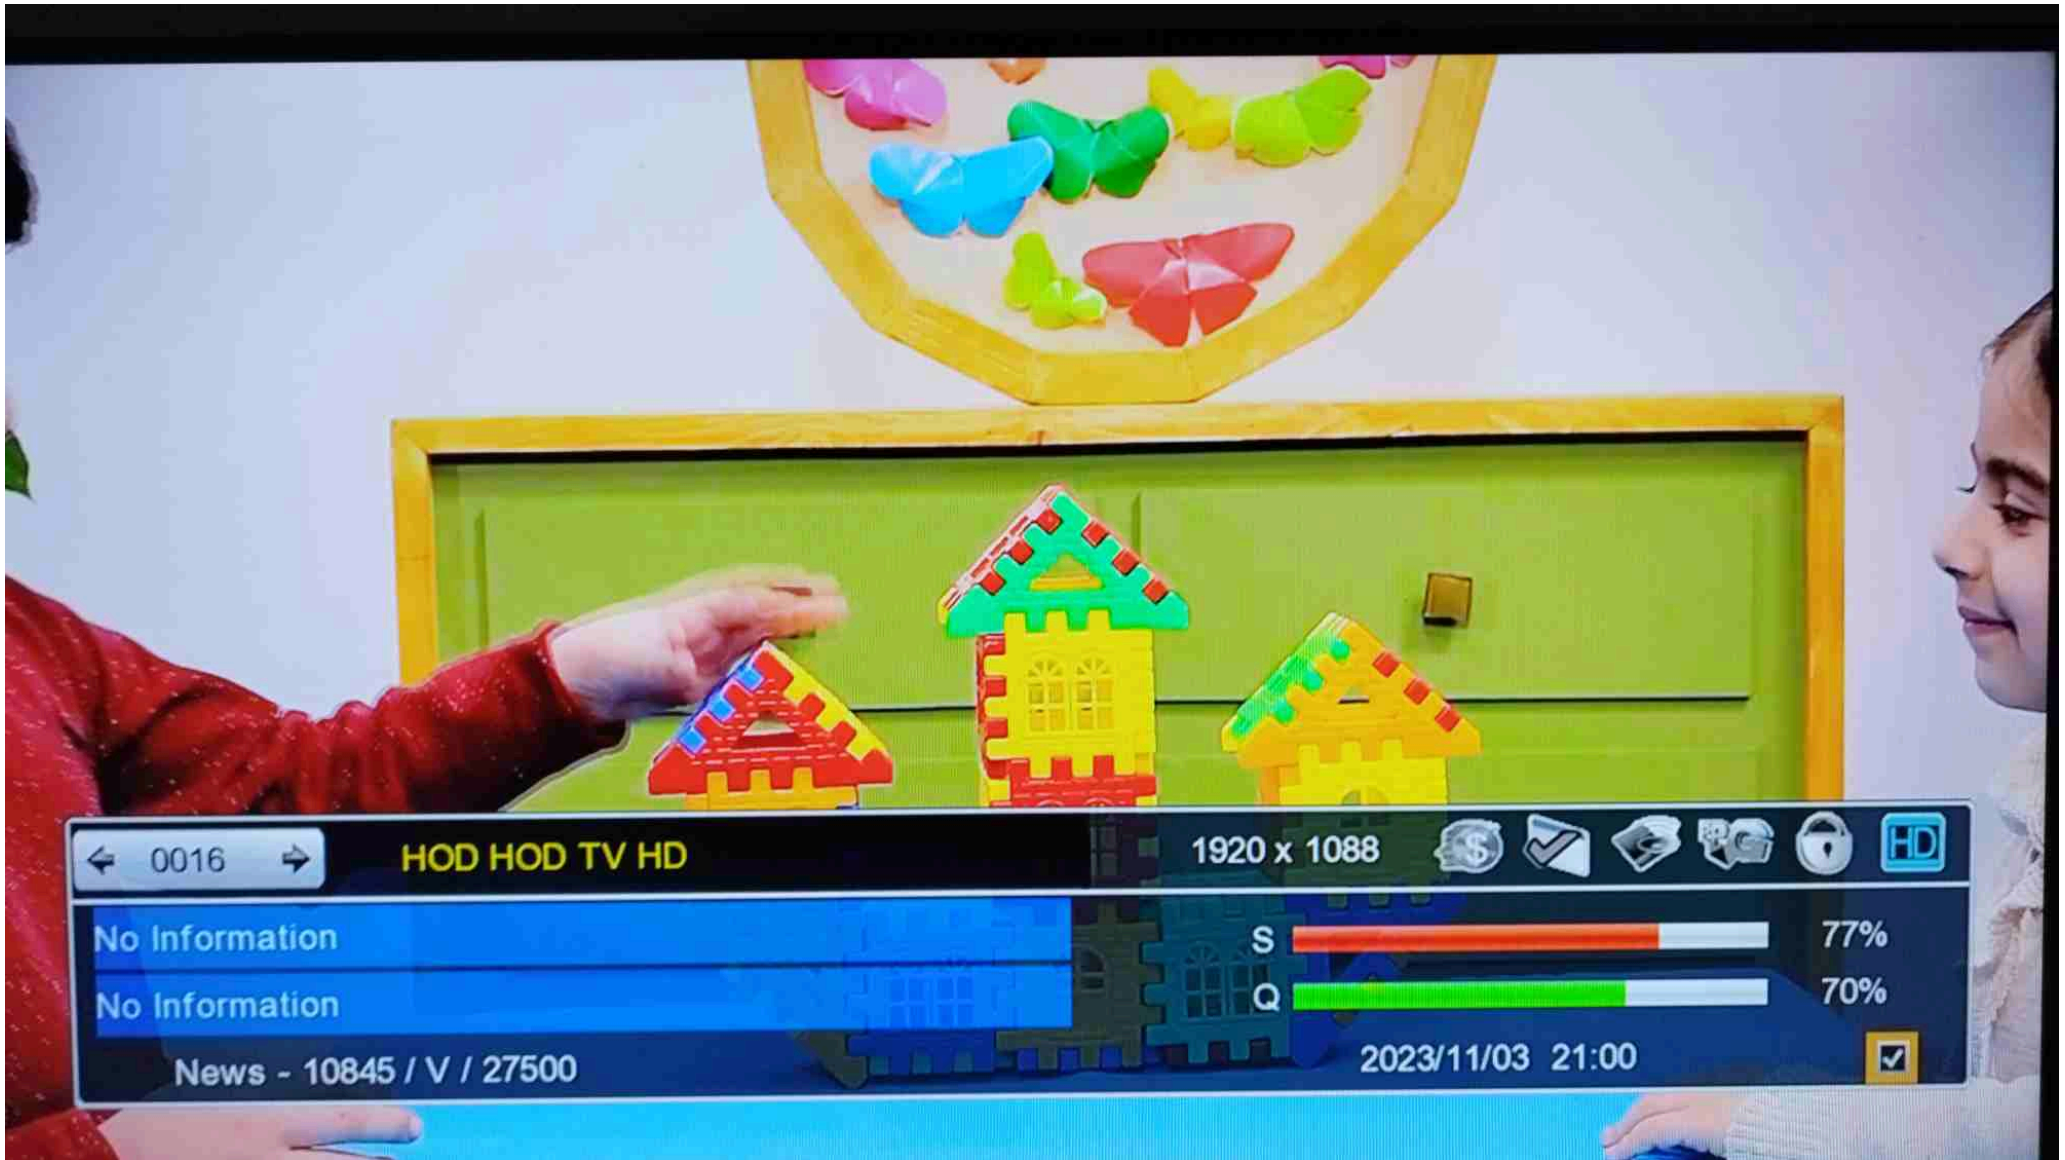 0016 HOD HOD TV HD 1920 x 1088 HD
No Information S 77%
No Information Q 70%
News - 10845 / V / 27500 2023/11/03 21:00